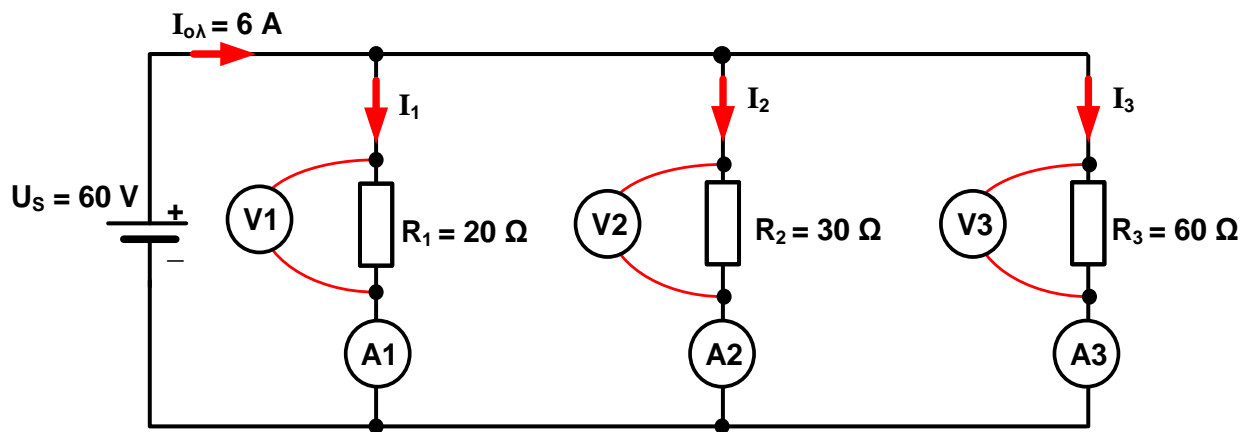 Iολ = 6 A
I1
I2
I3
US = 60 V
+
–
V1
R1 = 20 Ω
V2
R2 = 30 Ω
V3
R3 = 60 Ω
A1
A2
A3